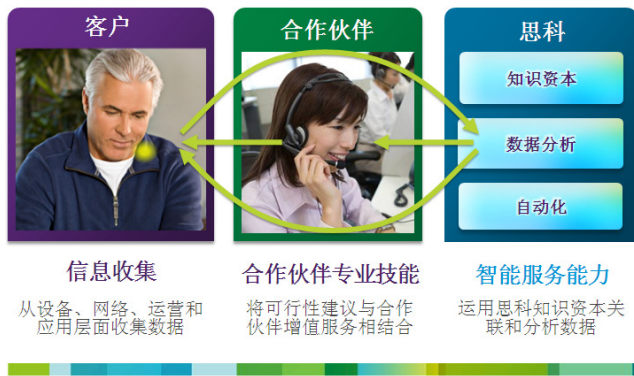 客户
合作伙伴
思科
知识资本
数据分析
自动化
信息收集
从设备、网络、运营和
应用层面收集数据
合作伙伴专业技能
将可行性建议与合作
伙伴增值服务相结合
智能服务能力
运用思科知识资本关
联和分析数据